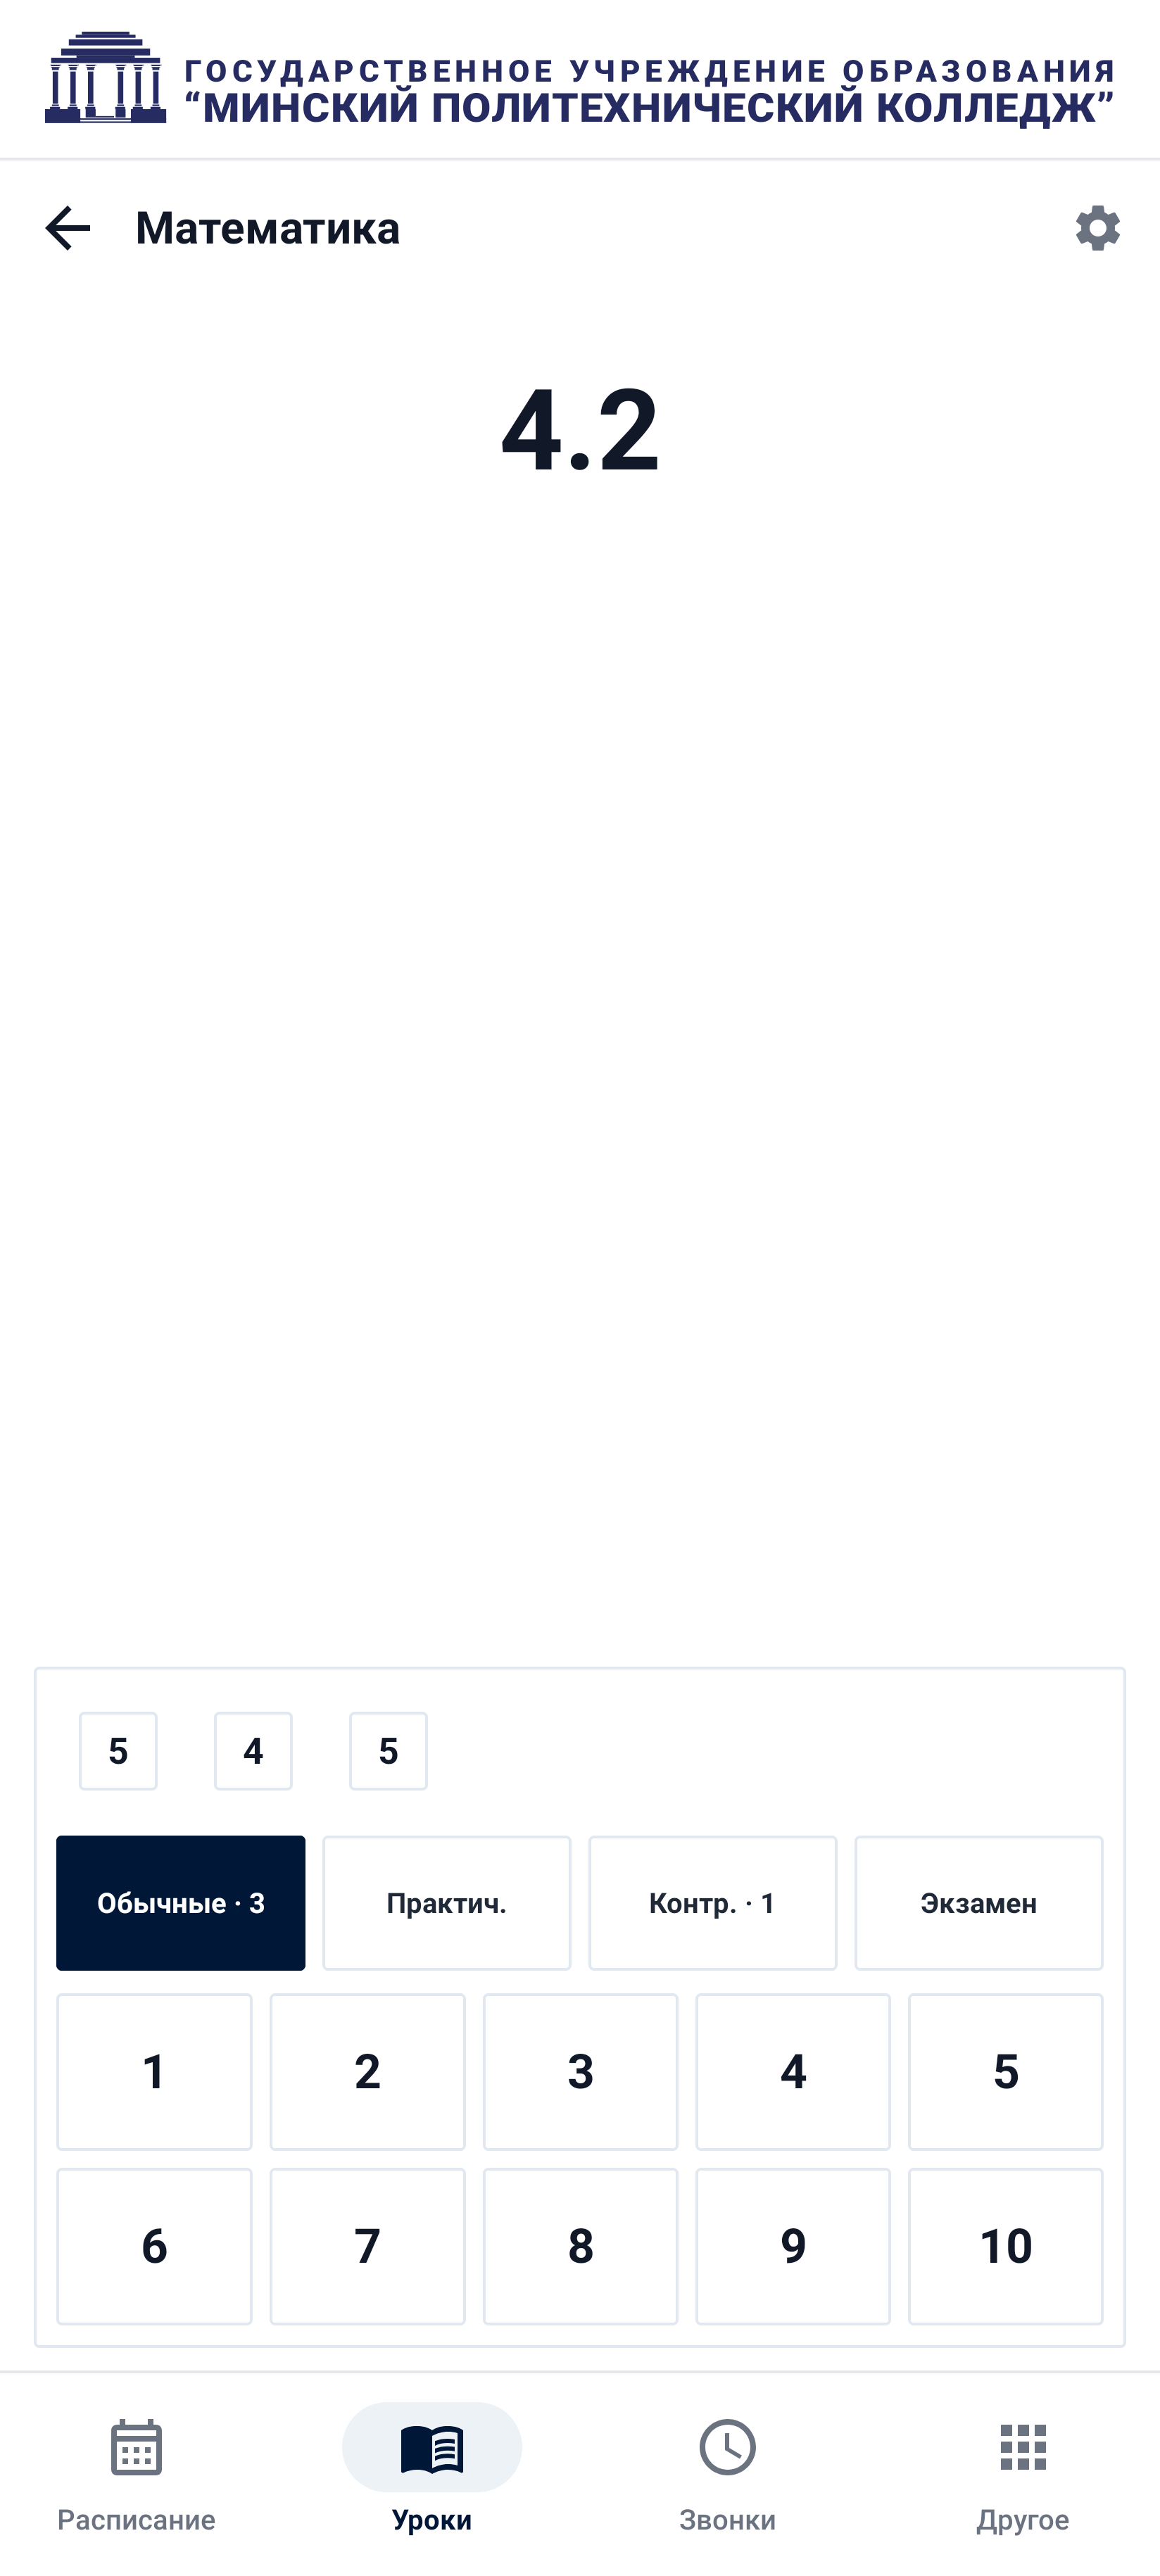 ГОСУДАРСТВЕННОЕ УЧРЕЖДЕНИЕ ОБРАЗОВАНИЯ
“МИНСКИЙ ПОЛИТЕХНИЧЕСКИЙ КОЛЛЕДЖ”
Математика
4.2
5 4 5
Обычные · 3 Практич. Контр. · 1 Экзамен
1 2 3 4 5
6 7 8 9 10
Расписание Уроки Звонки Другое